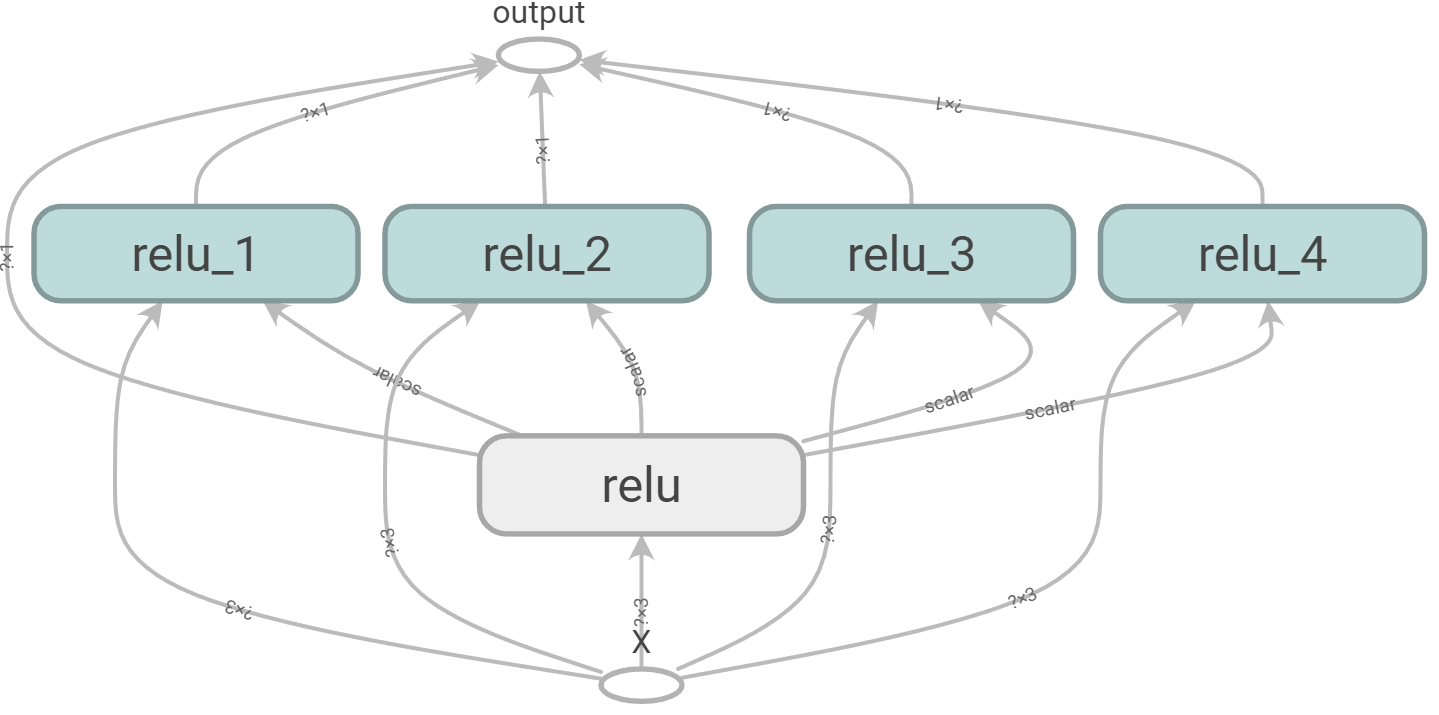 output
?×1
?×1
?×1
?×1
?×1
relu_1
relu_2
relu_3
relu_4
scalar
scalar
scalar
scalar
relu
?×3
?×3
?×3
?×3
?×3
X